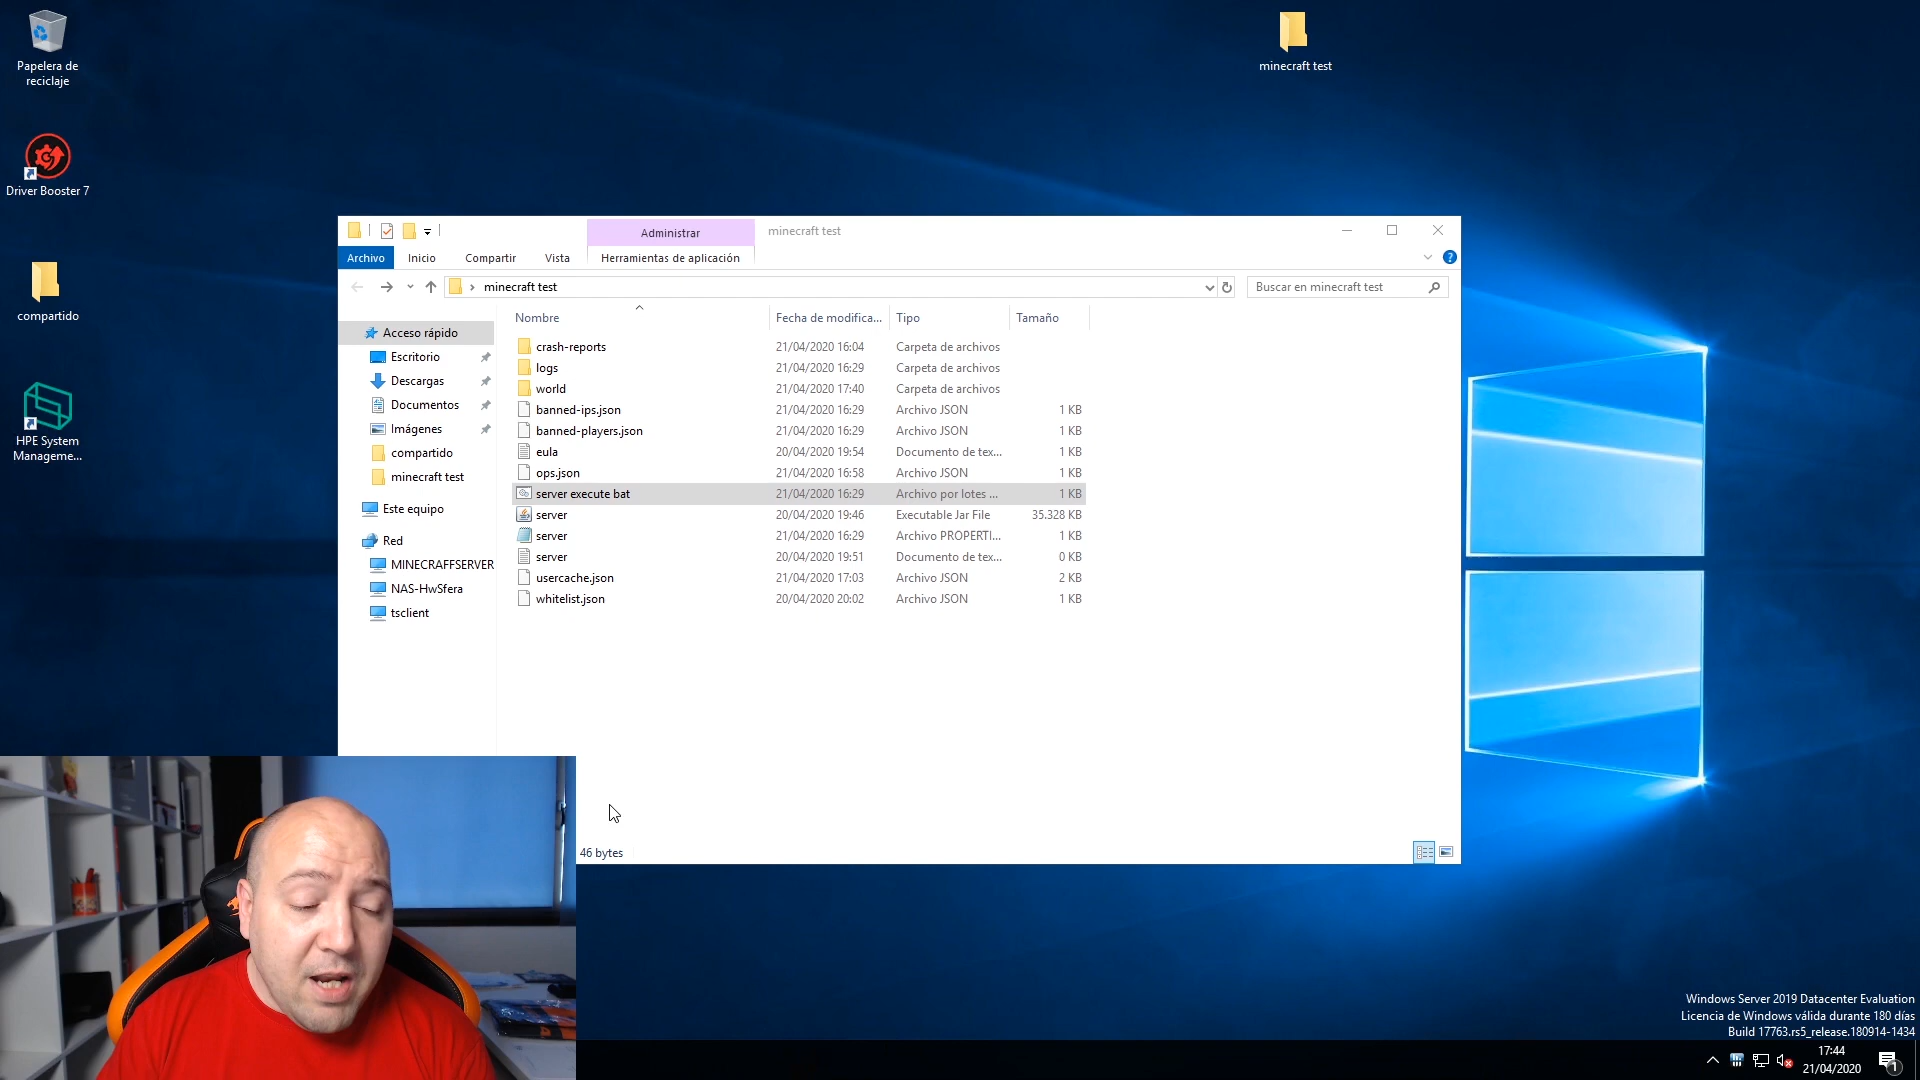 Papelera de
reciclaje
Driver Booster 7
compartido
HPE System
Manageme...
minecraft test
Administrar
minecraft test
Archivo
Inicio
Compartir
Vista
Herramientas de aplicación
?
minecraft test
Buscar en minecraft test
Acceso rápido
Escritorio
Descargas
Documentos
Imágenes
compartido
minecraft test
Este equipo
Red
MINECRAFFSERVER
NAS-HwSfera
tsclient
Nombre Fecha de modifica... Tipo Tamaño
crash-reports 21/04/2020 16:04 Carpeta de archivos
logs 21/04/2020 16:29 Carpeta de archivos
world 21/04/2020 17:40 Carpeta de archivos
banned-ips.json 21/04/2020 16:29 Archivo JSON 1 KB
banned-players.json 21/04/2020 16:29 Archivo JSON 1 KB
eula 20/04/2020 19:54 Documento de tex... 1 KB
ops.json 21/04/2020 16:58 Archivo JSON 1 KB
server execute bat 21/04/2020 16:29 Archivo por lotes ... 1 KB
server 20/04/2020 19:46 Executable Jar File 35.328 KB
server 21/04/2020 16:29 Archivo PROPERTI... 1 KB
server 20/04/2020 19:51 Documento de tex... 0 KB
usercache.json 21/04/2020 17:03 Archivo JSON 2 KB
whitelist.json 20/04/2020 20:02 Archivo JSON 1 KB
46 bytes
Windows Server 2019 Datacenter Evaluation
Licencia de Windows válida durante 180 días
Build 17763.rs5_release.180914-1434
17:44
21/04/2020
1